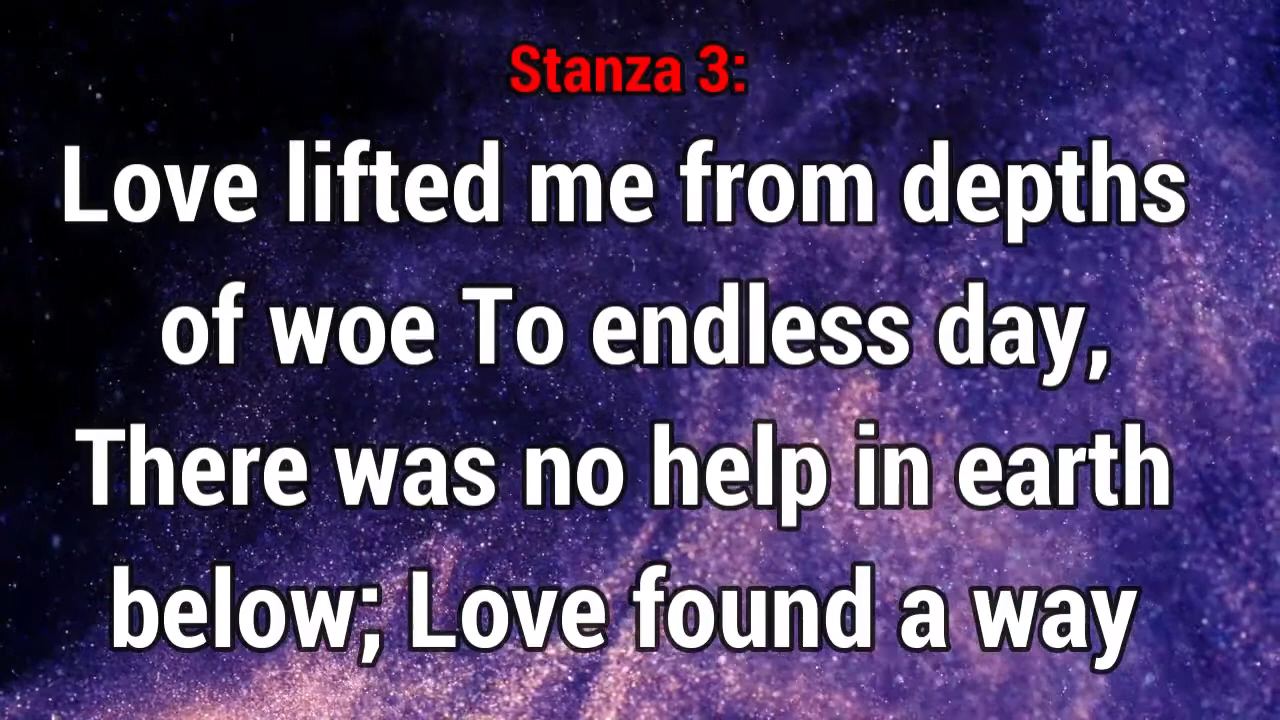 Stanza 3:
Love lifted me from depths
of woe To endless day,
There was no help in earth
below; Love found a way